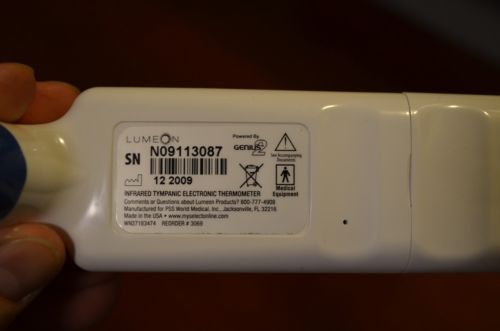 LUMEON
Powered By
GENIUS 2
SN N09113087
See Accompanying
Documents
12 2009
Medical
Equipment
INFRARED TYMPANIC ELECTRONIC THERMOMETER
Comments or Questions about Lumeon Products? 800-777-4908
Manufactured for PSS World Medical, Inc., Jacksonville, FL 32216
Made in the USA • www.myselectonline.com
WN37183474 REORDER # 3069